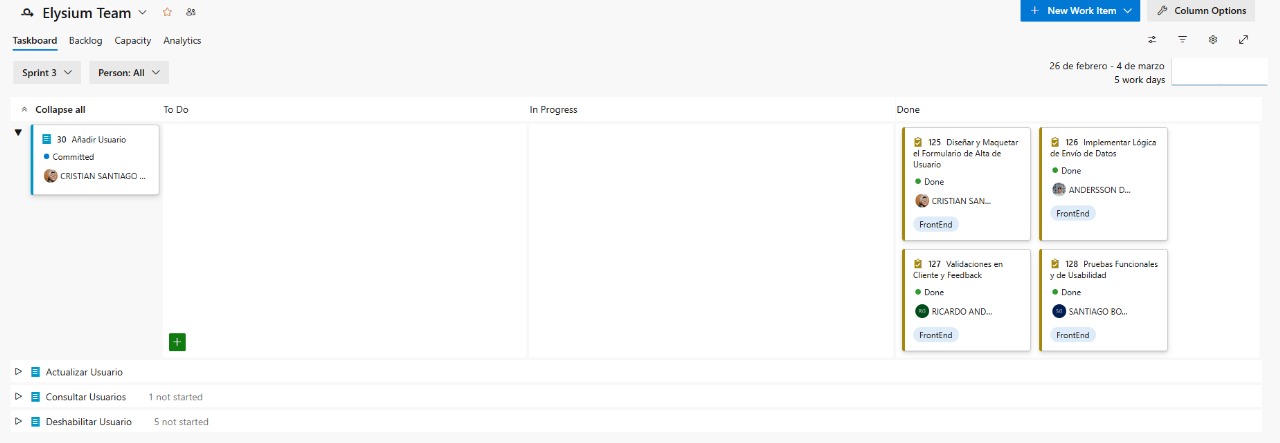 Elysium Team
New Work Item
Column Options
Taskboard Backlog Capacity Analytics
Sprint 3
Person: All
26 de febrero - 4 de marzo
5 work days
Collapse all
To Do
In Progress
Done
30 Añadir Usuario
Committed
CRISTIAN SANTIAGO ...
125 Diseñar y Maquetar
el Formulario de Alta de
Usuario
Done
CRISTIAN SAN...
FrontEnd
126 Implementar Lógica
de Envío de Datos
Done
ANDERSSON D...
FrontEnd
127 Validaciones en
Cliente y Feedback
Done
RG RICARDO AND...
FrontEnd
128 Pruebas Funcionales
y de Usabilidad
Done
SG SANTIAGO BO...
FrontEnd
Actualizar Usuario
Consultar Usuarios 1 not started
Deshabilitar Usuario 5 not started